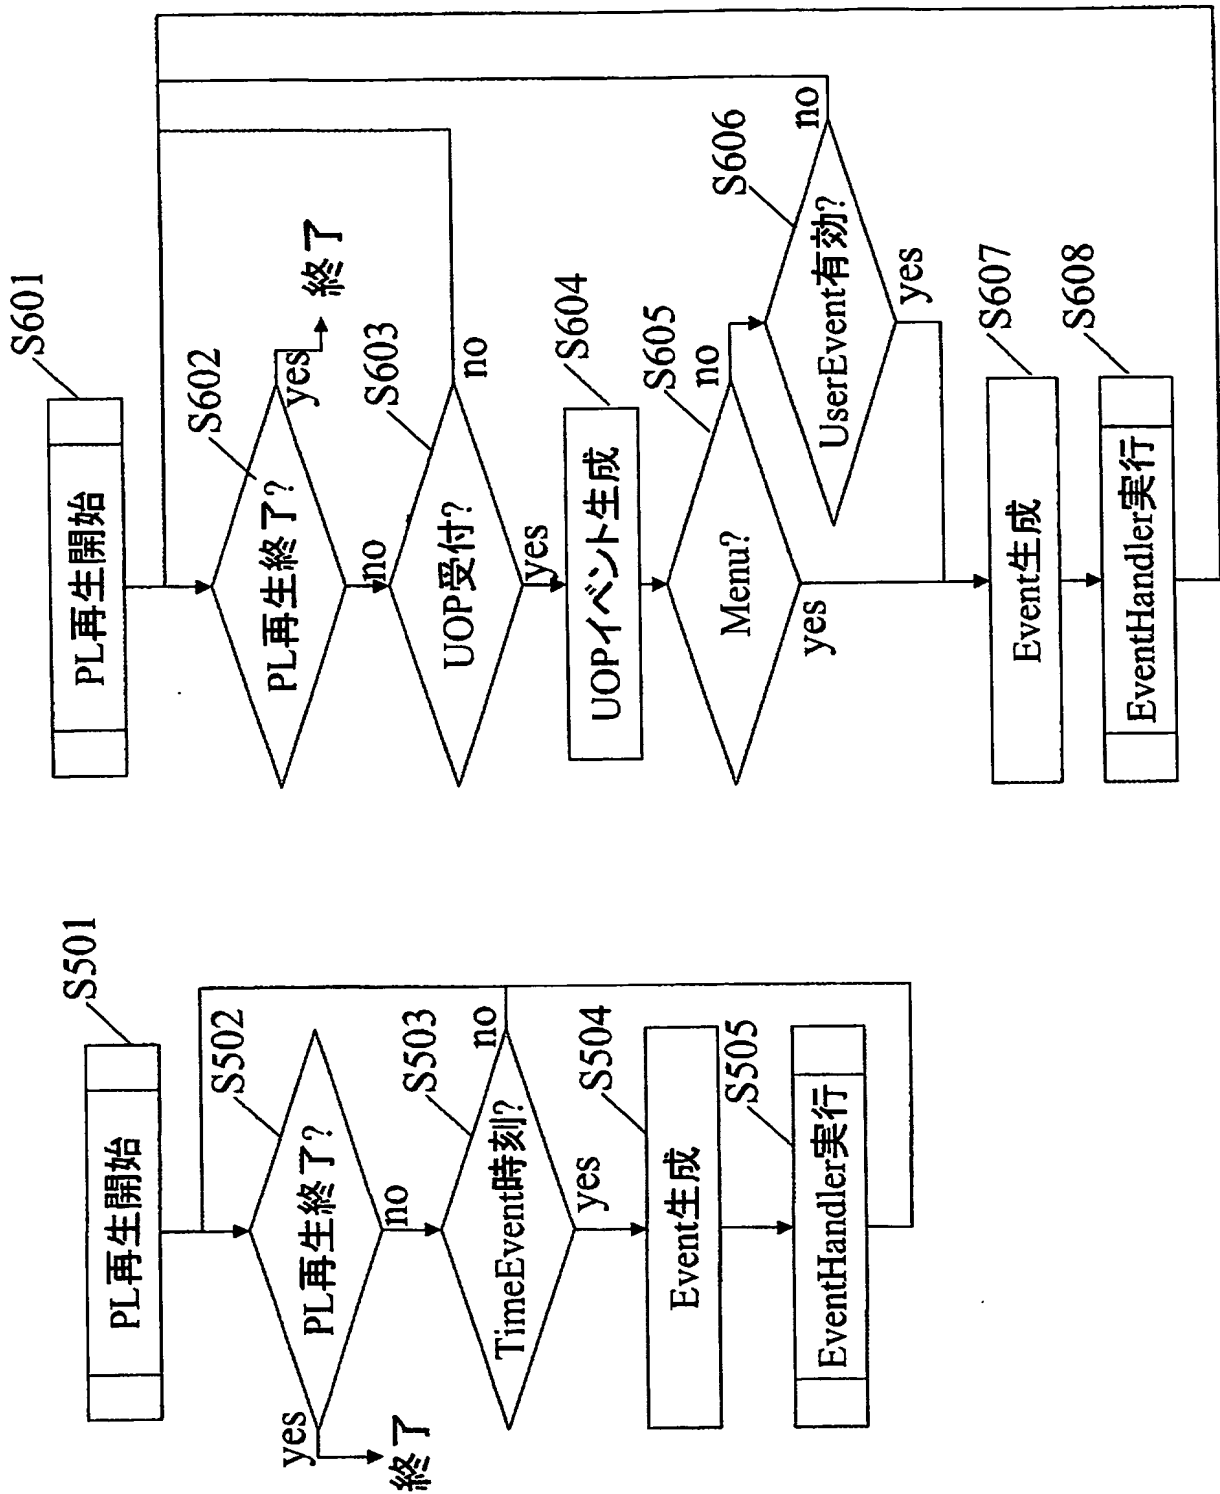 S501
PL再生開始
S502
PL再生終了?
yes
終了
no
S503
TimeEvent時刻?
no
yes
S504
Event生成
S505
EventHandler実行
S601
PL再生開始
S602
PL再生終了?
yes
終了
no
S603
UOP受付?
no
yes
S604
UOPイベント生成
S605
Menu?
no
yes
S606
UserEvent有効?
no
yes
S607
Event生成
S608
EventHandler実行